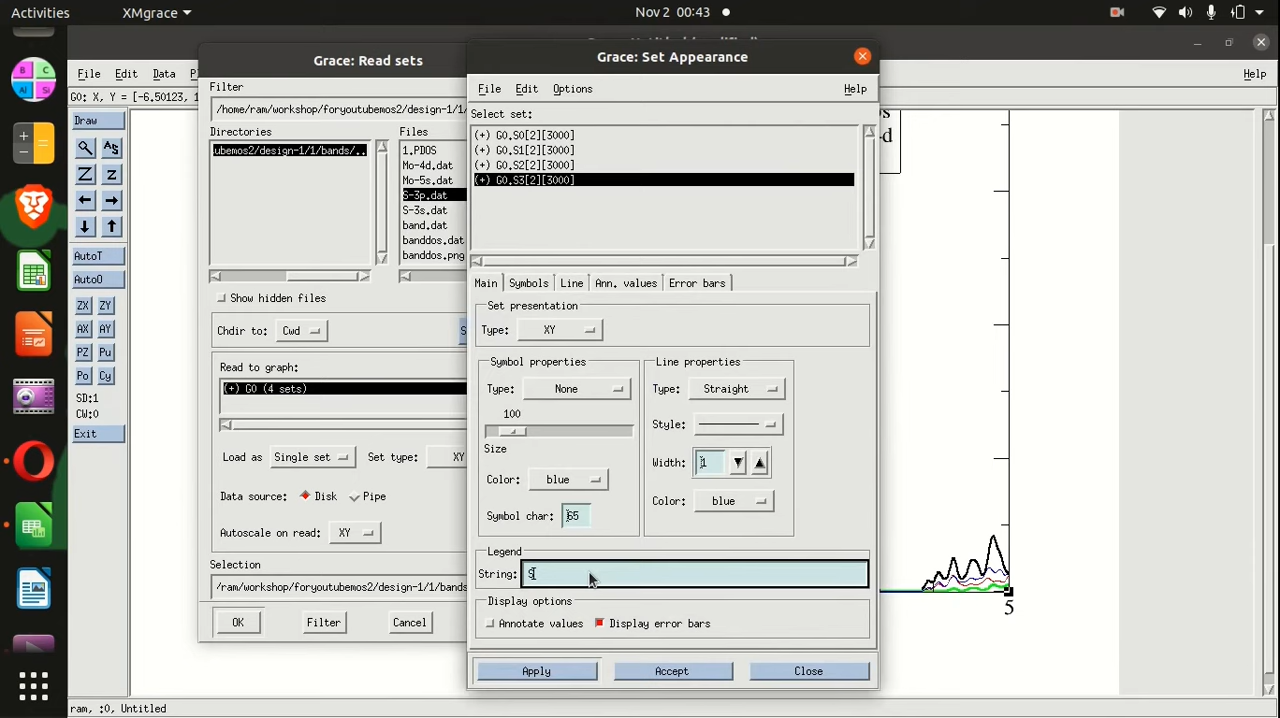 Activities
XMgrace
Nov 2 00:43
Grace: Read sets
Grace: Set Appearance
File Edit Data
Help
G0: X, Y = [-6.50123,
Draw
AutoT
AutoO
ZX ZY
AX AY
PZ Pu
Po Cy
SD:1
CW:0
Exit
Filter
/home/ram/workshop/foryoutubemos2/design-1/1
Directories
Files
ubemos2/design-1/1/bands/..
1.PDOS
Mo-4d.dat
Mo-5s.dat
S-3p.dat
S-3s.dat
band.dat
banddos.dat
banddos.png
Show hidden files
Chdir to: Cwd
Read to graph:
(+) G0 (4 sets)
Load as Single set Set type: XY
Data source: Disk Pipe
Autoscale on read: XY
Selection
/ram/workshop/foryoutubemos2/design-1/1/bands
OK Filter Cancel
File Edit Options Help
Select set:
(+) G0.S0[2][3000]
(+) G0.S1[2][3000]
(+) G0.S2[2][3000]
(+) G0.S3[2][3000]
Main Symbols Line Ann. values Error bars
Set presentation
Type: XY
Symbol properties
Type: None
100
Size
Color: blue
Symbol char: 65
Line properties
Type: Straight
Style:
Width: 1
Color: blue
Legend
String: S
Display options
Annotate values
Display error bars
Apply Accept Close
-d
5
ram, :0, Untitled